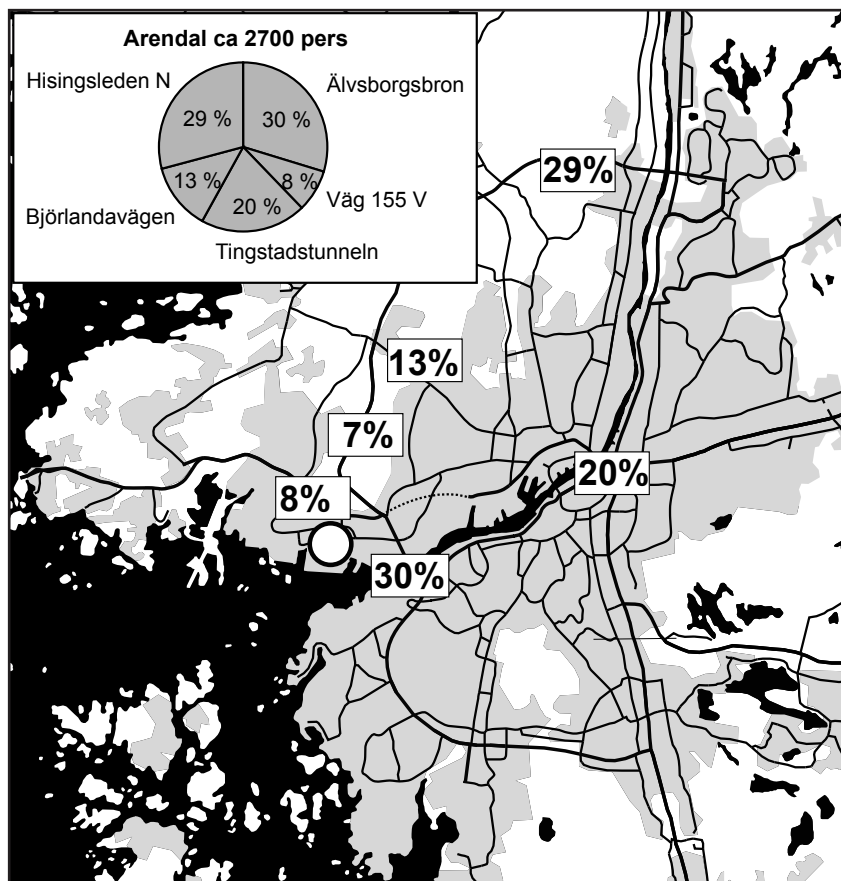 Arendal ca 2700 pers
Hisingsleden N
Älvsborgsbron
29 %
30 %
13 %
8 %
20 %
Väg 155 V
Björlandavägen
Tingstadstunneln
29%
13%
7%
20%
8%
30%